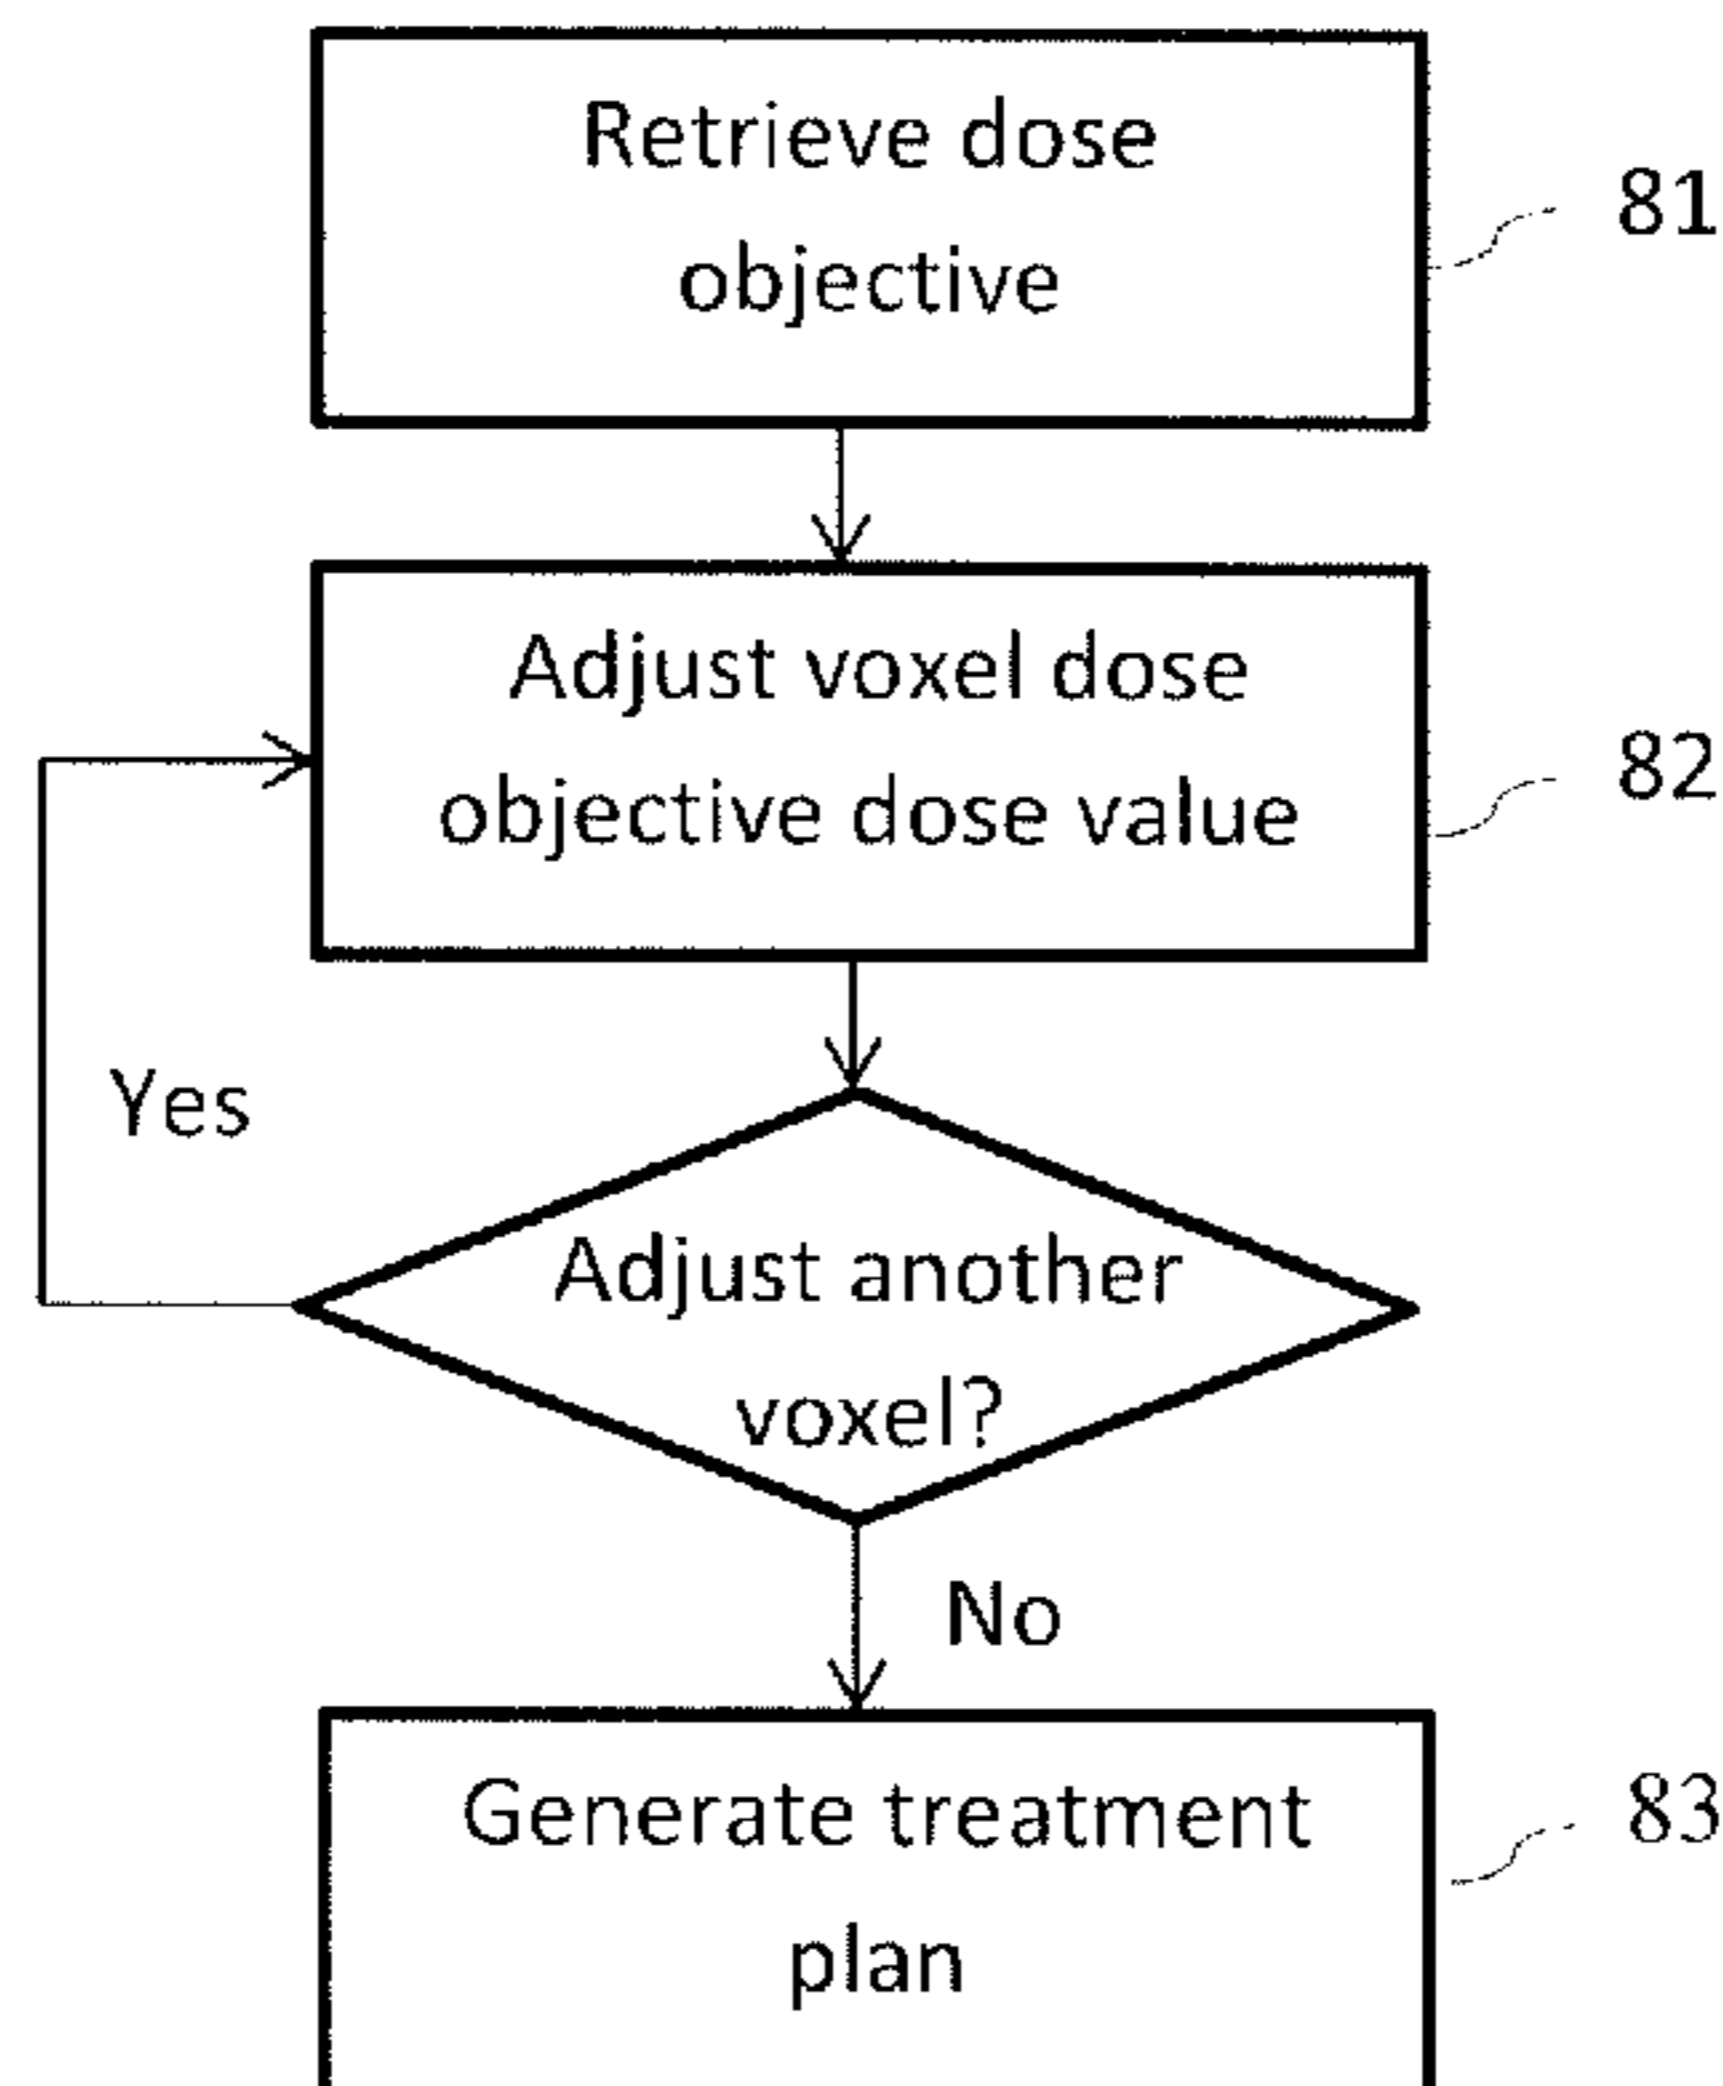 Retrieve dose
objective
81
Adjust voxel dose
objective dose value
82
Yes
Adjust another
voxel?
No
Generate treatment
plan
83